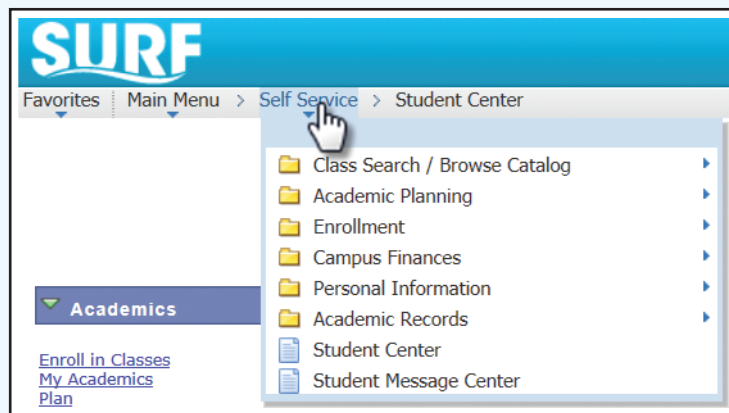 SURF
Favorites Main Menu > Self Service > Student Center
Class Search / Browse Catalog
Academic Planning
Enrollment
Campus Finances
Personal Information
Academic Records
Student Center
Student Message Center
Academics
Enroll in Classes
My Academics
Plan